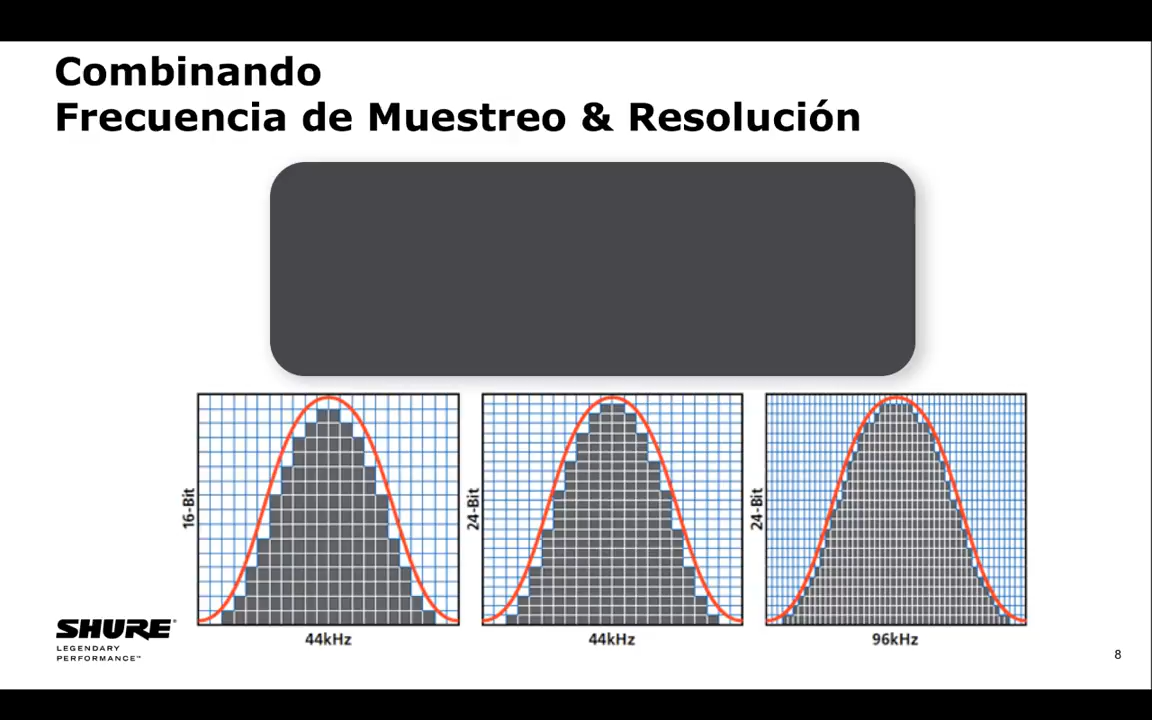 Combinando
Frecuencia de Muestreo & Resolución
16-Bit
44kHz
24-Bit
44kHz
24-Bit
96kHz
SHURE
LEGENDARY
PERFORMANCE™
8